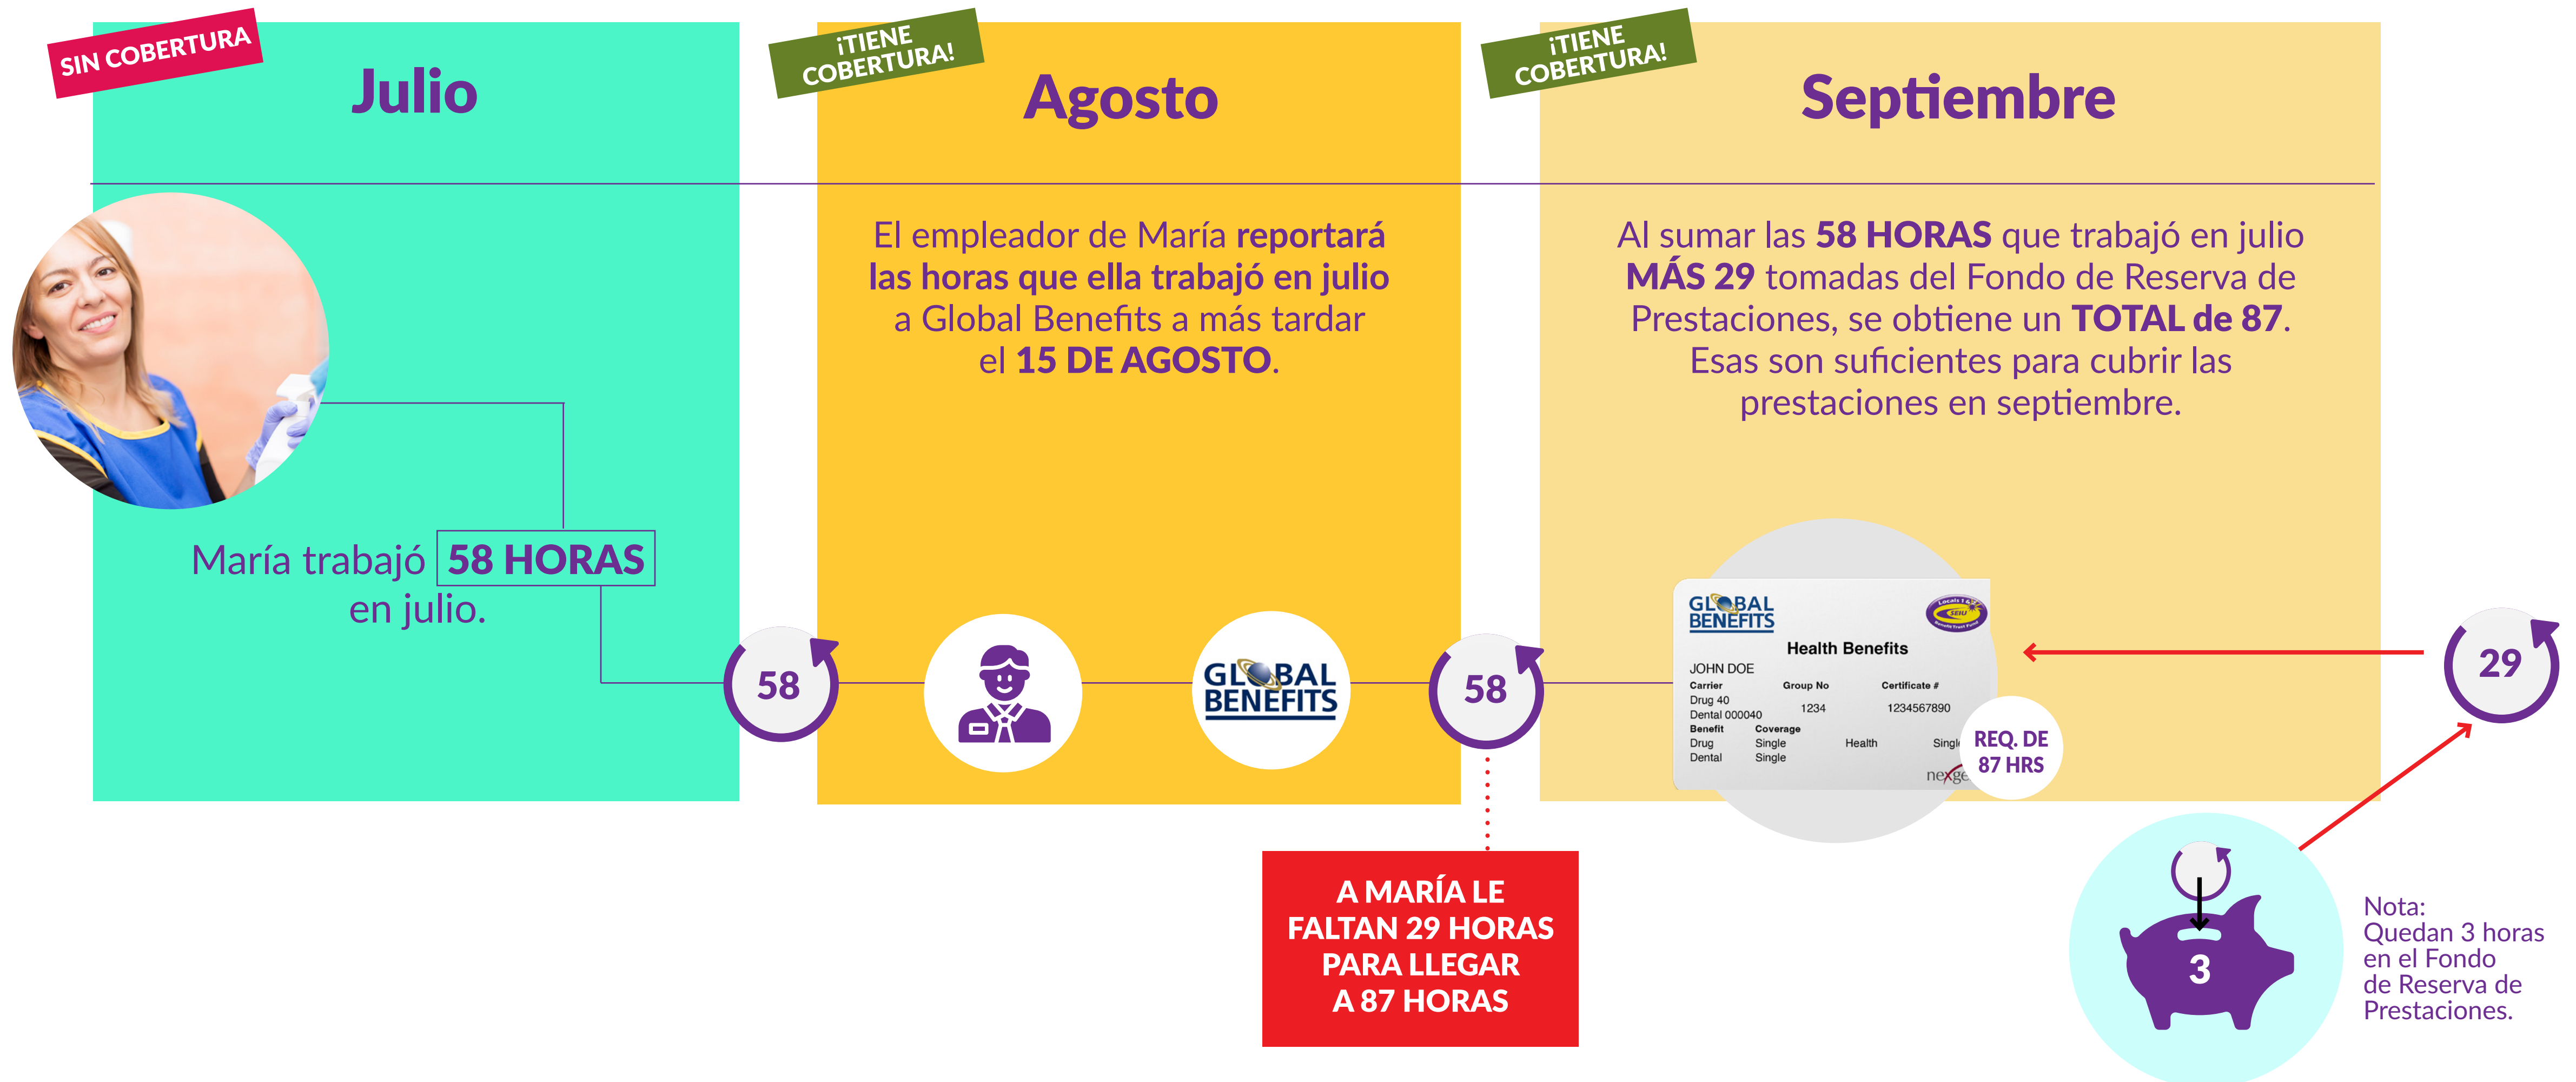 SIN COBERTURA
Julio
María trabajó 58 HORAS
en julio.
58
¡TIENE
COBERTURA!
Agosto
El empleador de María reportará
las horas que ella trabajó en julio
a Global Benefits a más tardar
el 15 DE AGOSTO.
GLOBAL
BENEFITS
58
A MARÍA LE
FALTAN 29 HORAS
PARA LLEGAR
A 87 HORAS
¡TIENE
COBERTURA!
Septiembre
Al sumar las 58 HORAS que trabajó en julio
MÁS 29 tomadas del Fondo de Reserva de
Prestaciones, se obtiene un TOTAL de 87.
Esas son suficientes para cubrir las
prestaciones en septiembre.
GLOBAL
BENEFITS
SEIU
Benefit Trust Fund
Health Benefits
JOHN DOE
Carrier Group No Certificate #
Drug 40
Dental 000040 1234 1234567890
Benefit Coverage
Drug Single Health Singl
Dental Single
nexge
REQ. DE
87 HRS
29
3
Nota:
Quedan 3 horas
en el Fondo
de Reserva de
Prestaciones.